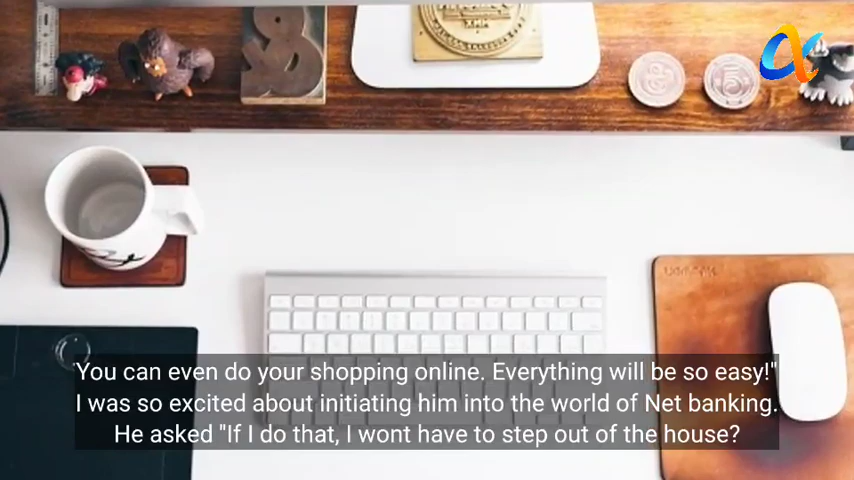 "You can even do your shopping online. Everything will be so easy!"
I was so excited about initiating him into the world of Net banking.
He asked "If I do that, I wont have to step out of the house?